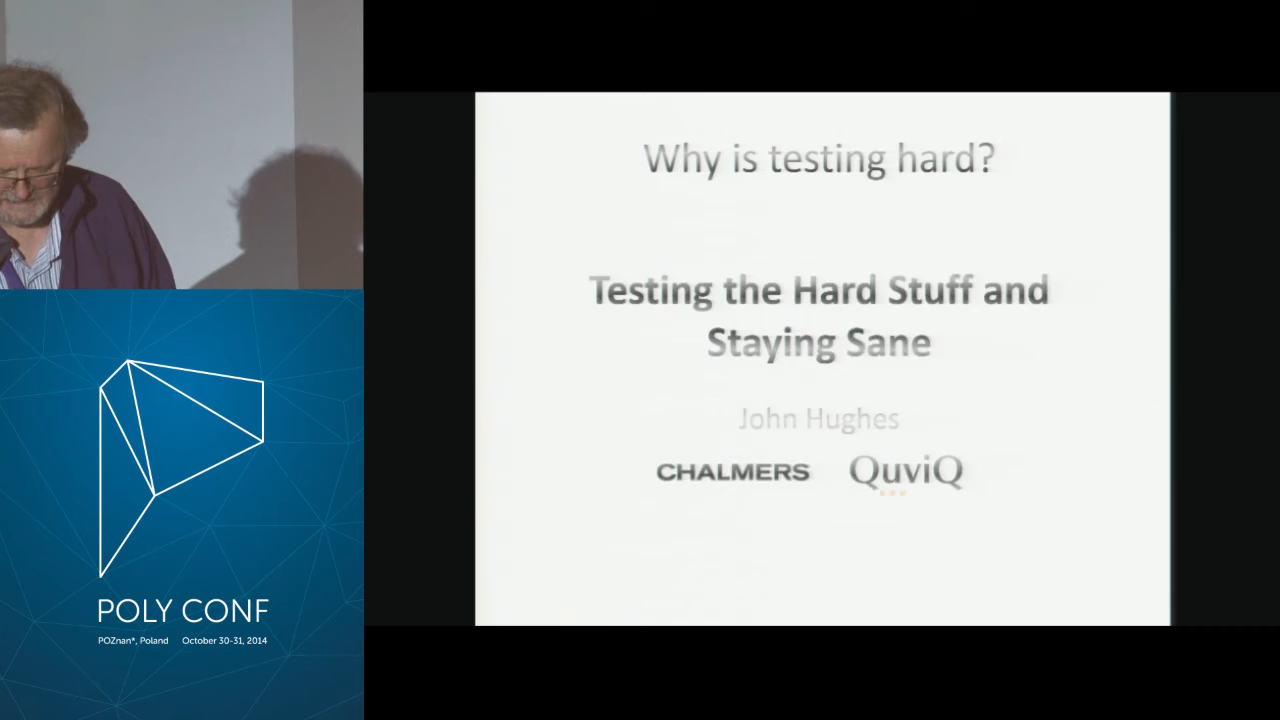 Why is testing hard?
Testing the Hard Stuff and
Staying Sane
John Hughes
CHALMERS QuviQ
POLY CONF
POZnan*, Poland October 30-31, 2014